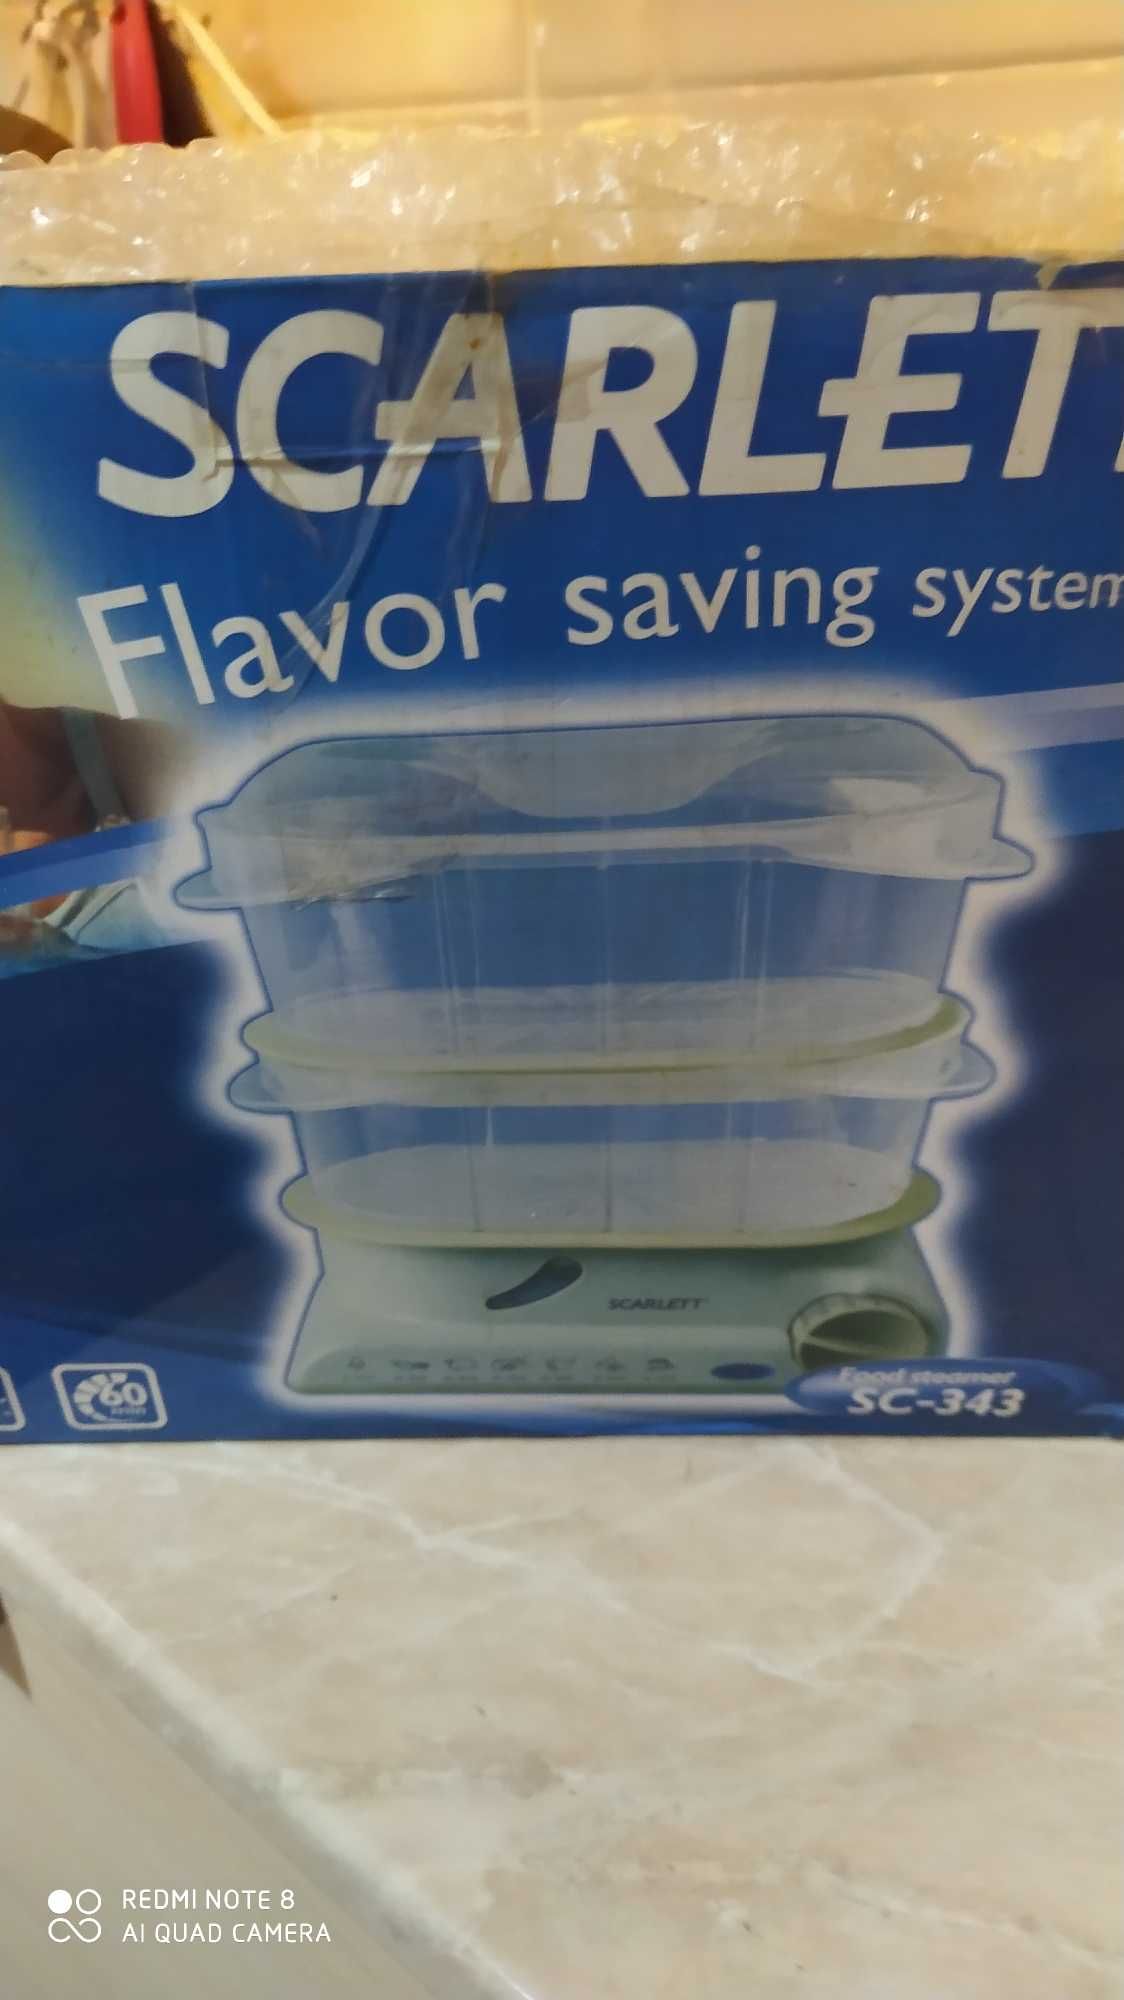 SCARLETT
Flavor saving system
SCARLETT
60
Food steamer
SC-343
REDMI NOTE 8
AI QUAD CAMERA